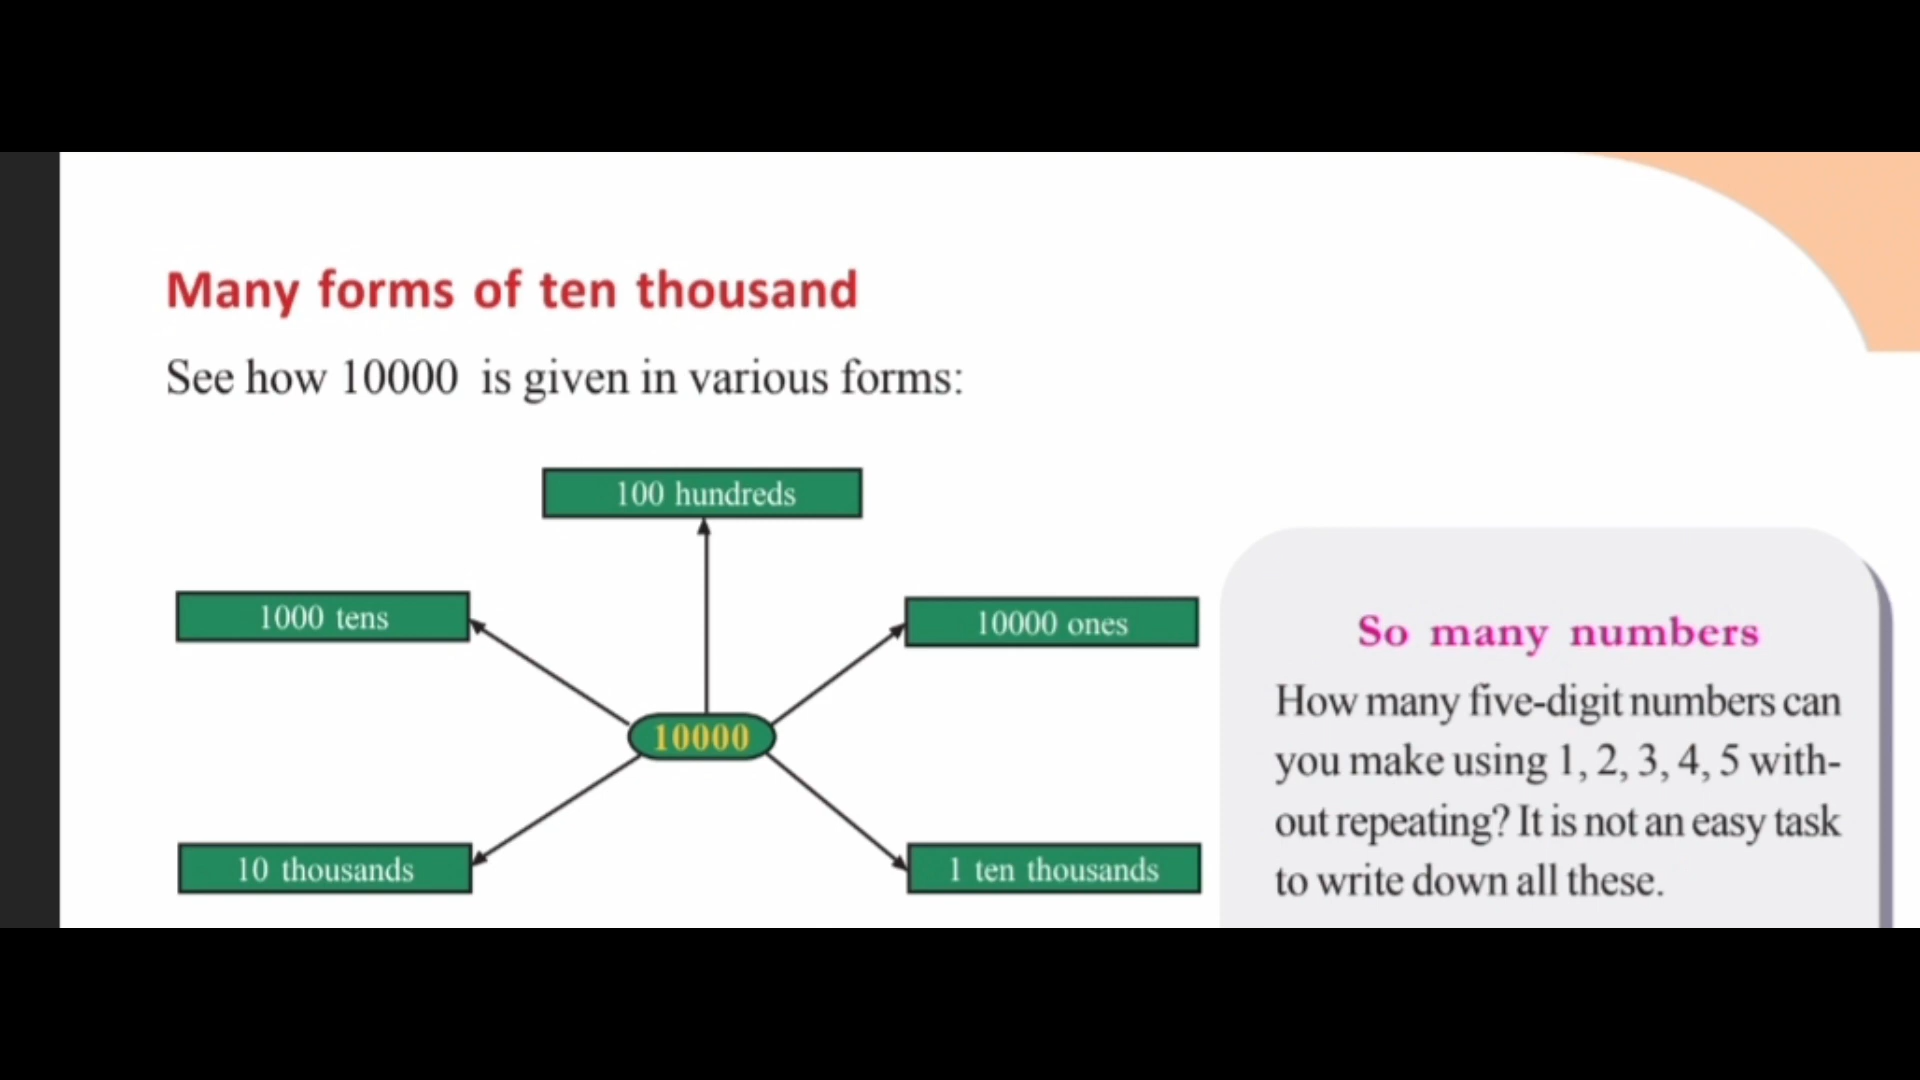 Many forms of ten thousand
See how 10000 is given in various forms:
100 hundreds
1000 tens
10000 ones
10000
10 thousands
1 ten thousands
So many numbers
How many five-digit numbers can
you make using 1, 2, 3, 4, 5 with-
out repeating? It is not an easy task
to write down all these.